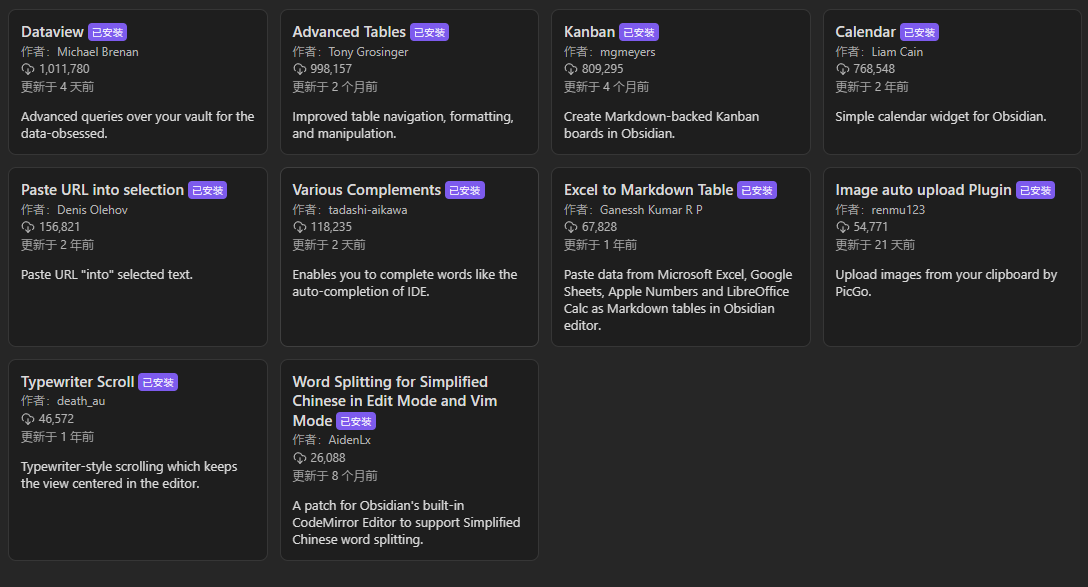 Dataview 已安装
作者： Michael Brenan
1,011,780
更新于 4 天前
Advanced queries over your vault for the
data-obsessed.
Advanced Tables 已安装
作者： Tony Grosinger
998,157
更新于 2 个月前
Improved table navigation, formatting,
and manipulation.
Kanban 已安装
作者： mgmeyers
809,295
更新于 4 个月前
Create Markdown-backed Kanban
boards in Obsidian.
Calendar 已安装
作者： Liam Cain
768,548
更新于 2 年前
Simple calendar widget for Obsidian.
Paste URL into selection 已安装
作者： Denis Olehov
156,821
更新于 2 年前
Paste URL "into" selected text.
Various Complements 已安装
作者： tadashi-aikawa
118,235
更新于 2 天前
Enables you to complete words like the
auto-completion of IDE.
Excel to Markdown Table 已安装
作者： Ganessh Kumar R P
67,828
更新于 1 年前
Paste data from Microsoft Excel, Google
Sheets, Apple Numbers and LibreOffice
Calc as Markdown tables in Obsidian
editor.
Image auto upload Plugin 已安装
作者： renmu123
54,771
更新于 21 天前
Upload images from your clipboard by
PicGo.
Typewriter Scroll 已安装
作者： death_au
46,572
更新于 1 年前
Typewriter-style scrolling which keeps
the view centered in the editor.
Word Splitting for Simplified
Chinese in Edit Mode and Vim
Mode 已安装
作者： AidenLx
26,088
更新于 8 个月前
A patch for Obsidian's built-in
CodeMirror Editor to support Simplified
Chinese word splitting.